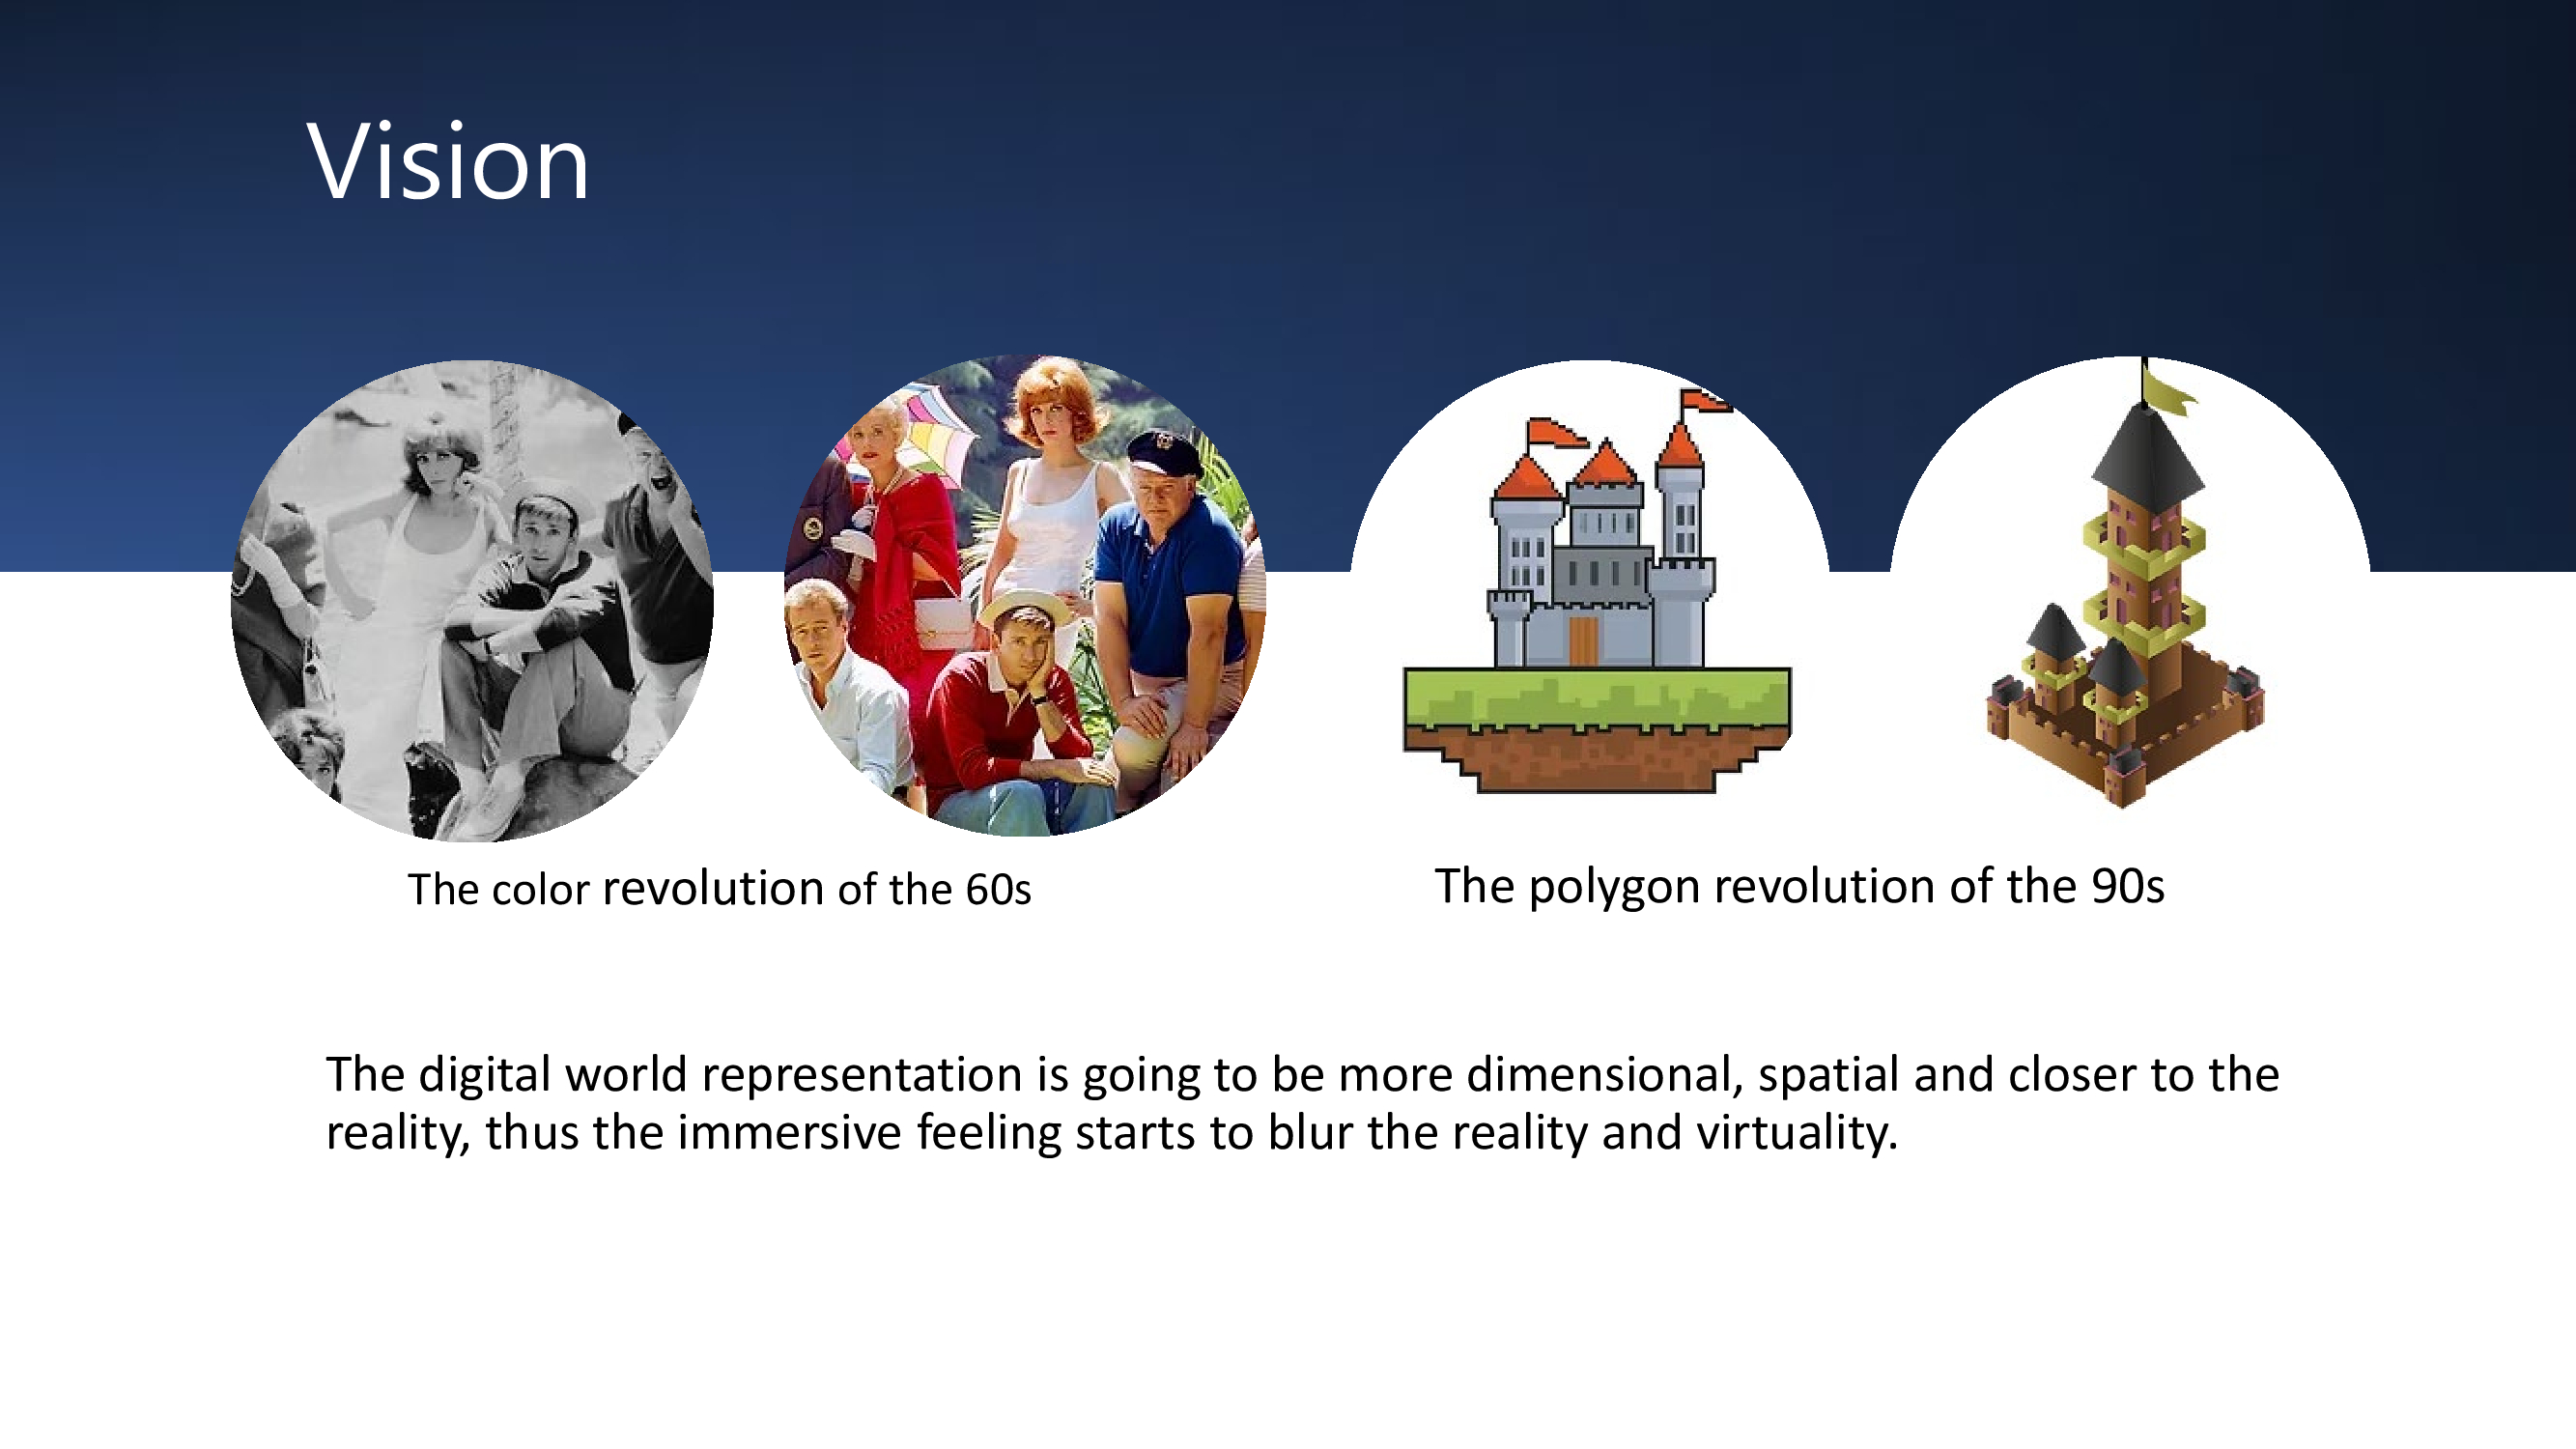 Vision
The color revolution of the 60s
The polygon revolution of the 90s
The digital world representation is going to be more dimensional, spatial and closer to the
reality, thus the immersive feeling starts to blur the reality and virtuality.